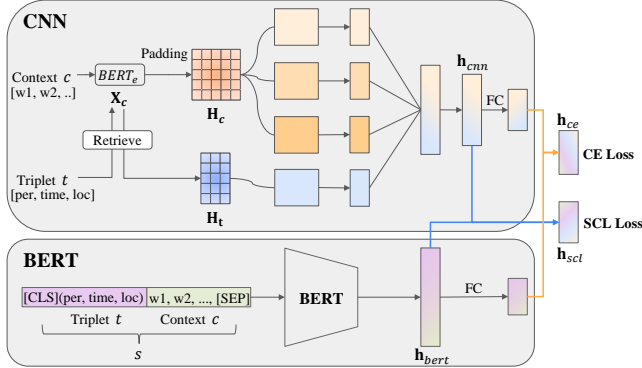 CNN
Padding
Context c
[w1, w2, ..]
BERT_e
X_c
H_c
Retrieve
Triplet t
[per, time, loc]
H_t
h_cnn
FC
h_ce
CE Loss
SCL Loss
h_scl
BERT
[CLS](per, time, loc) w1, w2, ..., [SEP]
Triplet t Context c
s
BERT
FC
h_bert